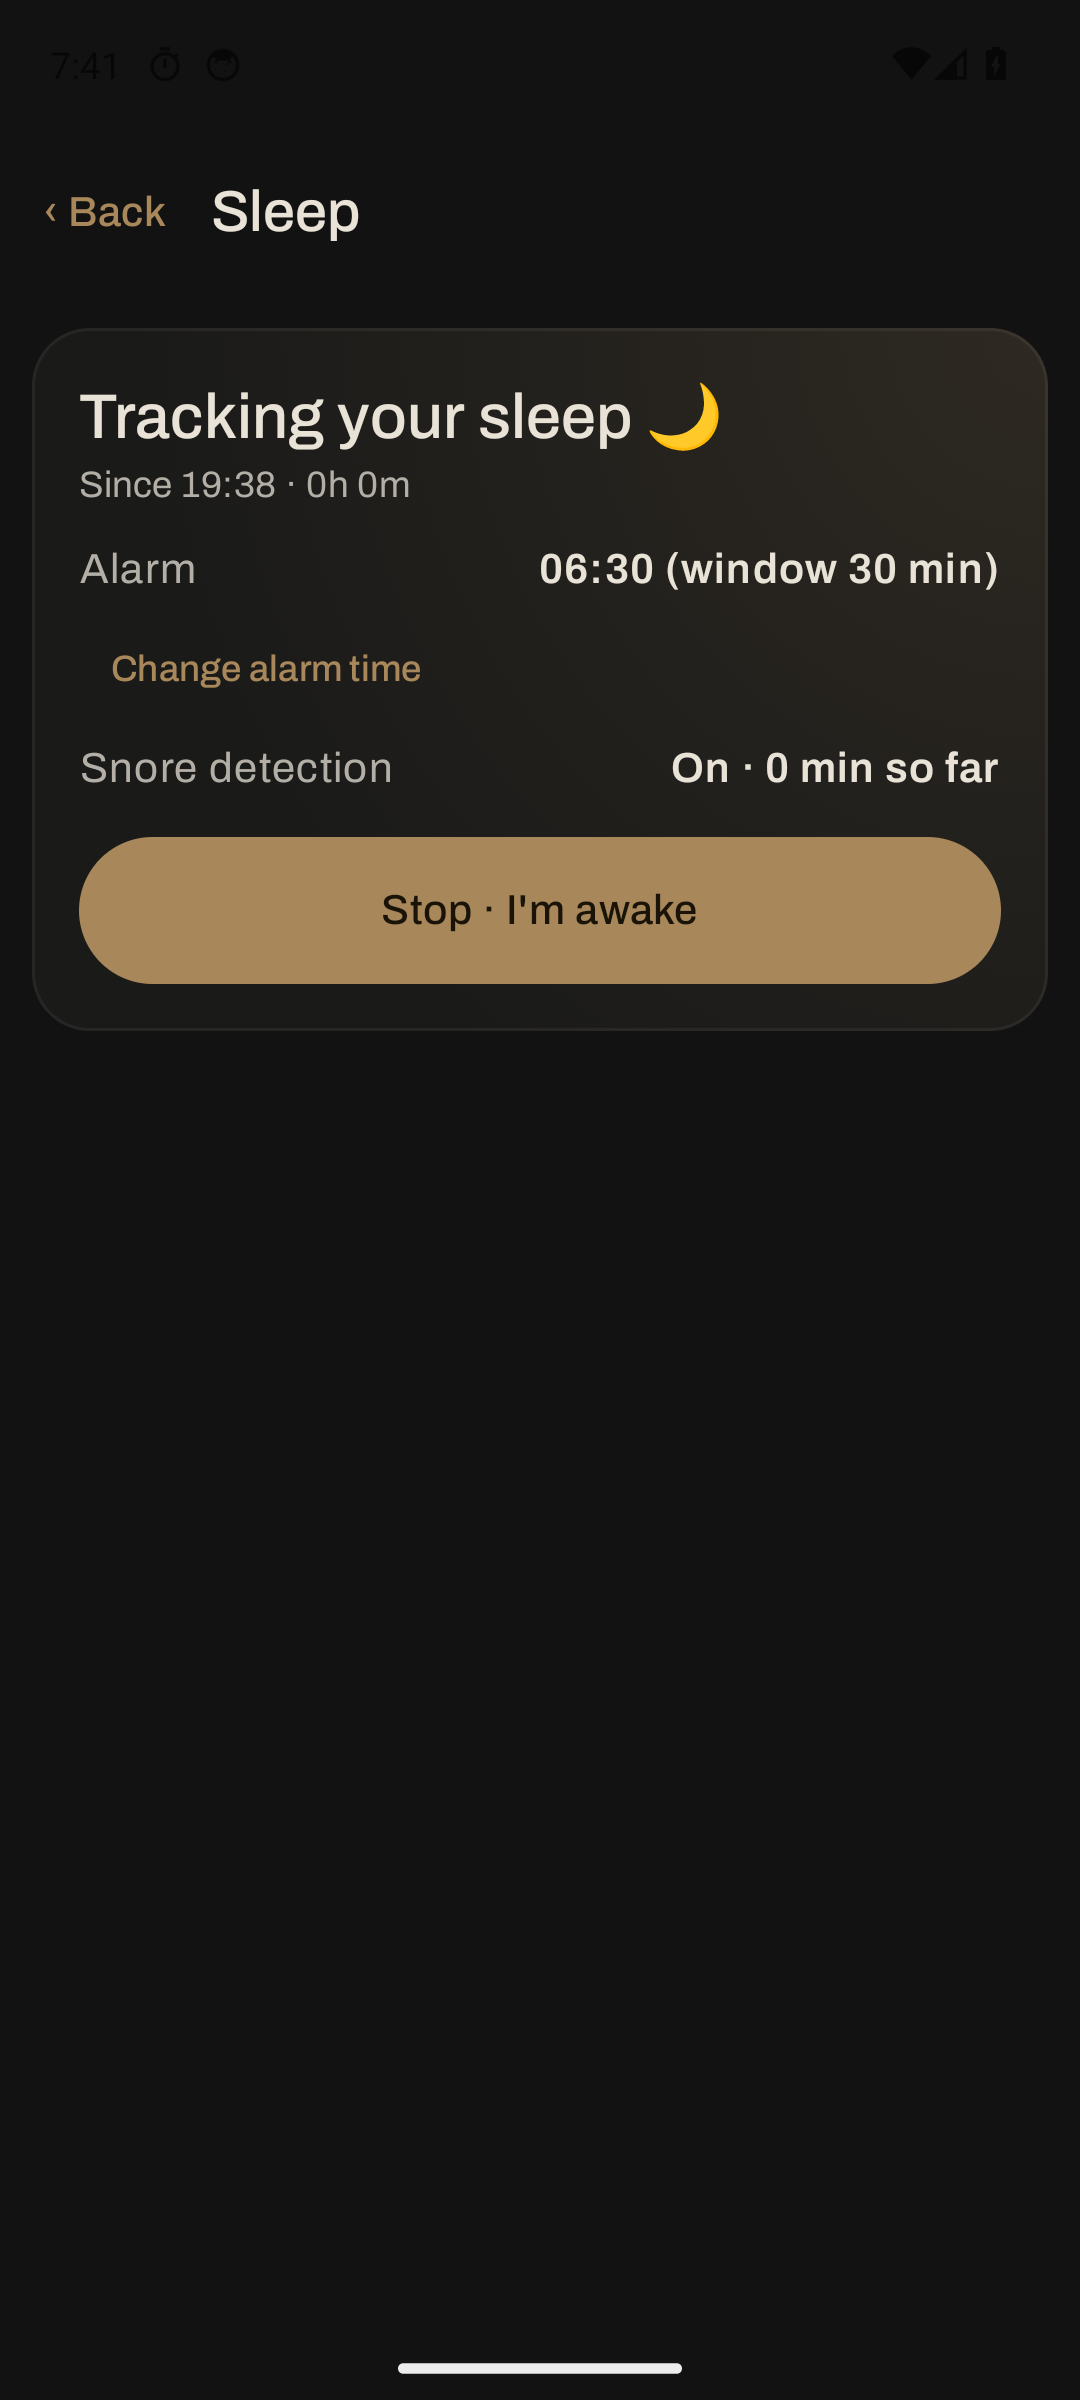 7:41
‹ Back Sleep
Tracking your sleep 🌙
Since 19:38 · 0h 0m
Alarm 06:30 (window 30 min)
Change alarm time
Snore detection On · 0 min so far
Stop · I'm awake